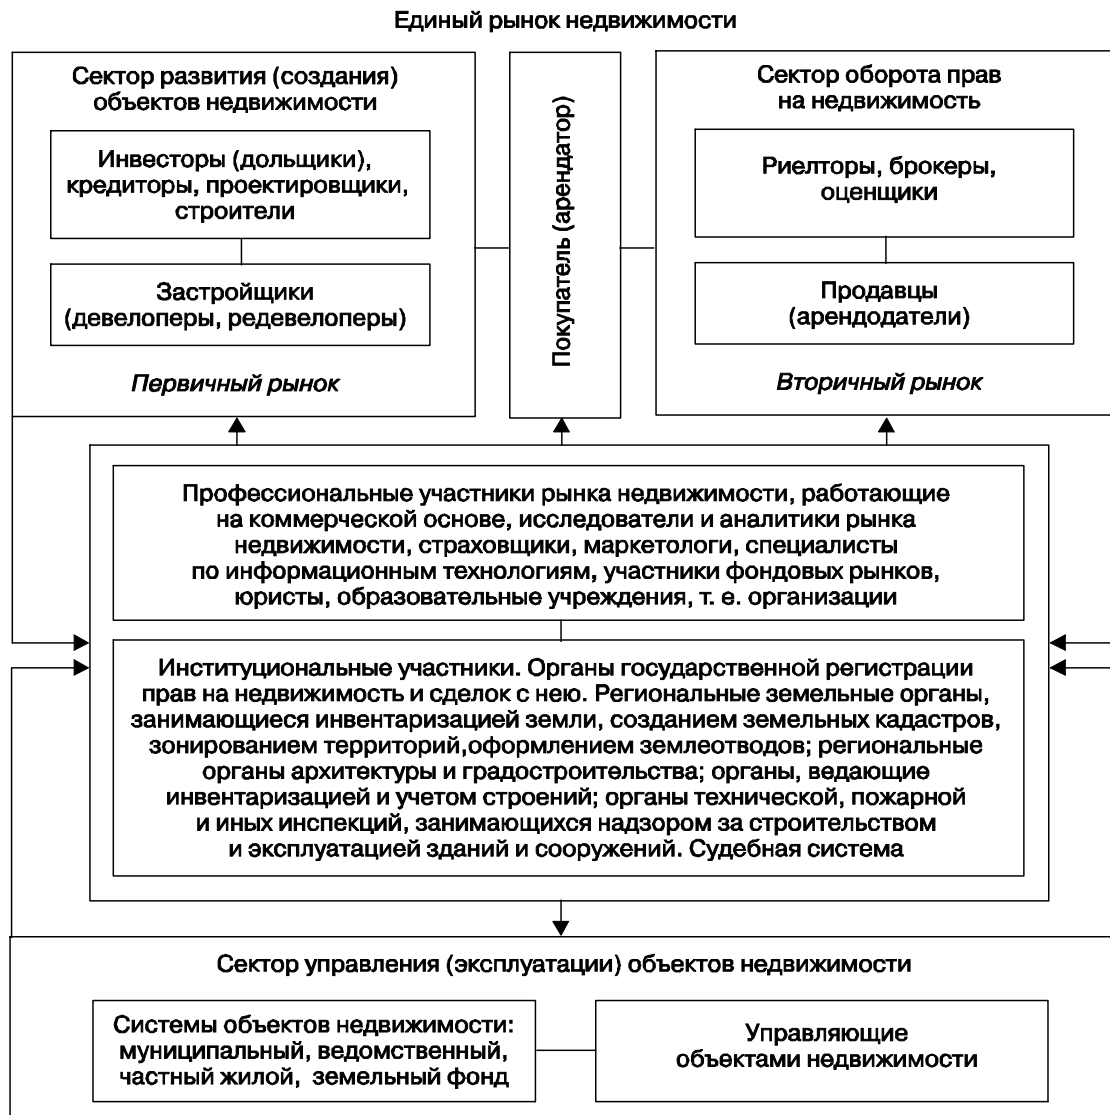 Единый рынок недвижимости
Сектор развития (создания)
объектов недвижимости
Инвесторы (дольщики),
кредиторы, проектировщики,
строители
Застройщики
(девелоперы, редевелоперы)
Первичный рынок
Покупатель (арендатор)
Сектор оборота прав
на недвижимость
Риелторы, брокеры,
оценщики
Продавцы
(арендодатели)
Вторичный рынок
Профессиональные участники рынка недвижимости, работающие
на коммерческой основе, исследователи и аналитики рынка
недвижимости, страховщики, маркетологи, специалисты
по информационным технологиям, участники фондовых рынков,
юристы, образовательные учреждения, т. е. организации
Институциональные участники. Органы государственной регистрации
прав на недвижимость и сделок с нею. Региональные земельные органы,
занимающиеся инвентаризацией земли, созданием земельных кадастров,
зонированием территорий,оформлением землеотводов; региональные
органы архитектуры и градостроительства; органы, ведающие
инвентаризацией и учетом строений; органы технической, пожарной
и иных инспекций, занимающихся надзором за строительством
и эксплуатацией зданий и сооружений. Судебная система
Сектор управления (эксплуатации) объектов недвижимости
Системы объектов недвижимости:
муниципальный, ведомственный,
частный жилой, земельный фонд
Управляющие
объектами недвижимости